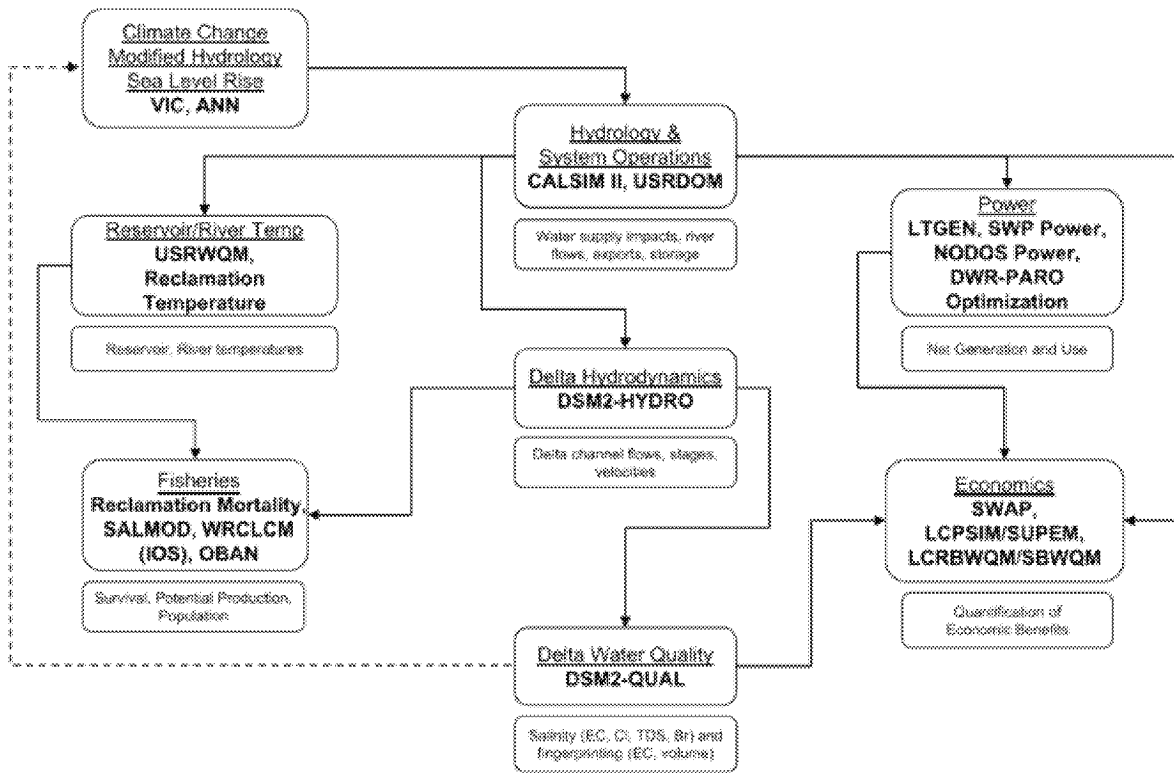 Climate Change
Modified Hydrology
Sea Level Rise
VIC, ANN
Hydrology &
System Operations
CALSIM II, USRDOM
Water supply impacts, river
flows, exports, storage
Reservoir/River Temp
USRWQM,
Reclamation
Temperature
Reservoir, River temperatures
Power
LTGEN, SWP Power,
NODOS Power,
DWR-PARO
Optimization
Net Generation and Use
Delta Hydrodynamics
DSM2-HYDRO
Delta channel flows, stages,
velocities
Fisheries
Reclamation Mortality,
SALMOD, WRCLCM
(IOS), OBAN
Survival, Potential Production,
Population
Economics
SWAP,
LCPSIM/SUPEM,
LCRBWQM/SBWQM
Quantification of
Economic Benefits
Delta Water Quality
DSM2-QUAL
Salinity (EC, Cl, TDS, Br) and
fingerprinting (EC, volume)